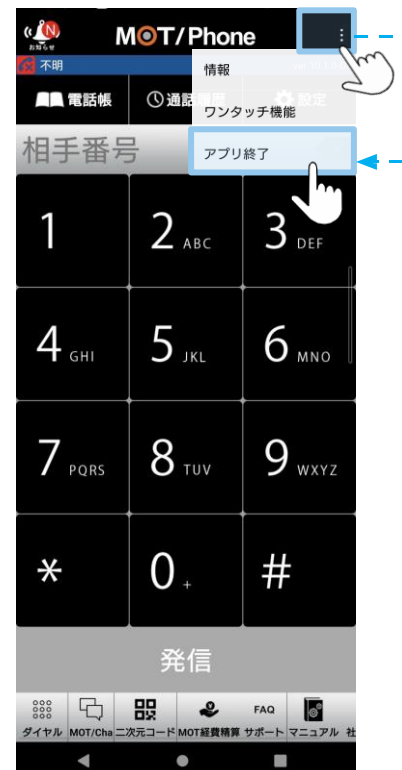 N
お知らせ
MOT/Phone
不明
情報
電話帳
通話
ワンタッチ機能
相手番号
アプリ終了
1
2 ABC
3 DEF
4 GHI
5 JKL
6 MNO
7 PQRS
8 TUV
9 WXYZ
*
0 +
#
発信
FAQ
ダイヤル MOT/Cha 二次元コード MOT経費精算 サポート マニュアル 社